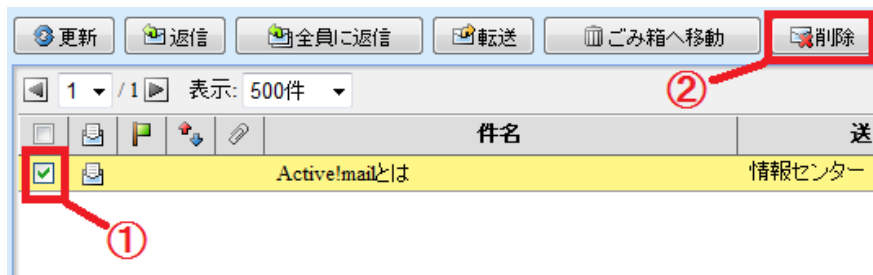 更新 返信 全員に返信 転送 ごみ箱へ移動 削除
1 / 1 表示: 500件 ②
件名 送
Active!mailとは 情報センター
①